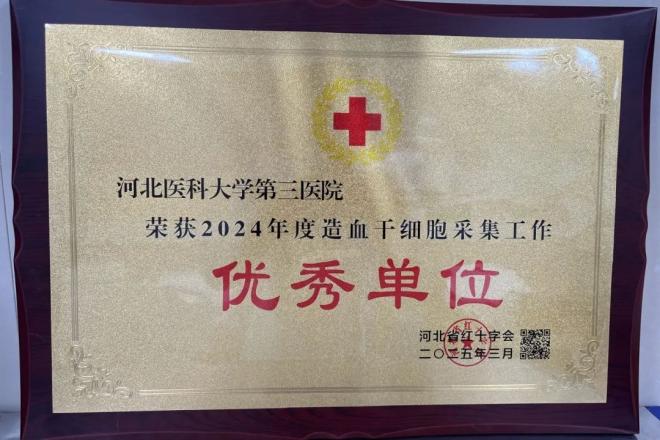 河北医科大学第三医院
荣获2024年度造血干细胞采集工作
优秀单位
河北省红十字会
二〇二五年三月